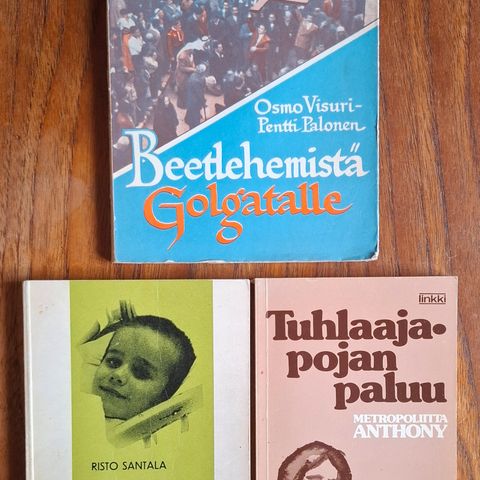 Osmo Visuri-
Pentti Palonen
Beetlehemistä
Golgatalle
RISTO SANTALA
linkki
Tuhlaaja-
pojan
paluu
METROPOLIITTA
ANTHONY